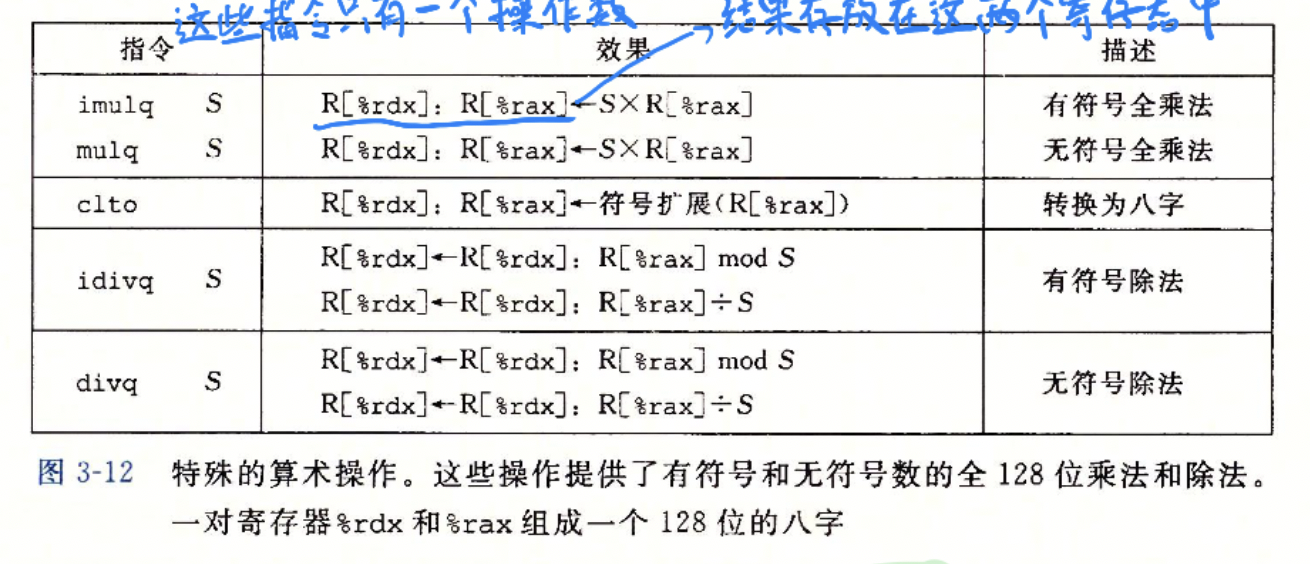 这些指令只有一个操作数 结果存放在这两个寄存器中
指令 效果 描述
imulq S R[%rdx]：R[%rax]←S×R[%rax] 有符号全乘法
mulq S R[%rdx]：R[%rax]←S×R[%rax] 无符号全乘法
clto R[%rdx]：R[%rax]←符号扩展(R[%rax]) 转换为八字
idivq S R[%rdx]←R[%rdx]：R[%rax] mod S 有符号除法
R[%rdx]←R[%rdx]：R[%rax]÷S
divq S R[%rdx]←R[%rdx]：R[%rax] mod S 无符号除法
R[%rdx]←R[%rdx]：R[%rax]÷S
图 3-12 特殊的算术操作。这些操作提供了有符号和无符号数的全 128 位乘法和除法。
一对寄存器%rdx 和%rax 组成一个 128 位的八字